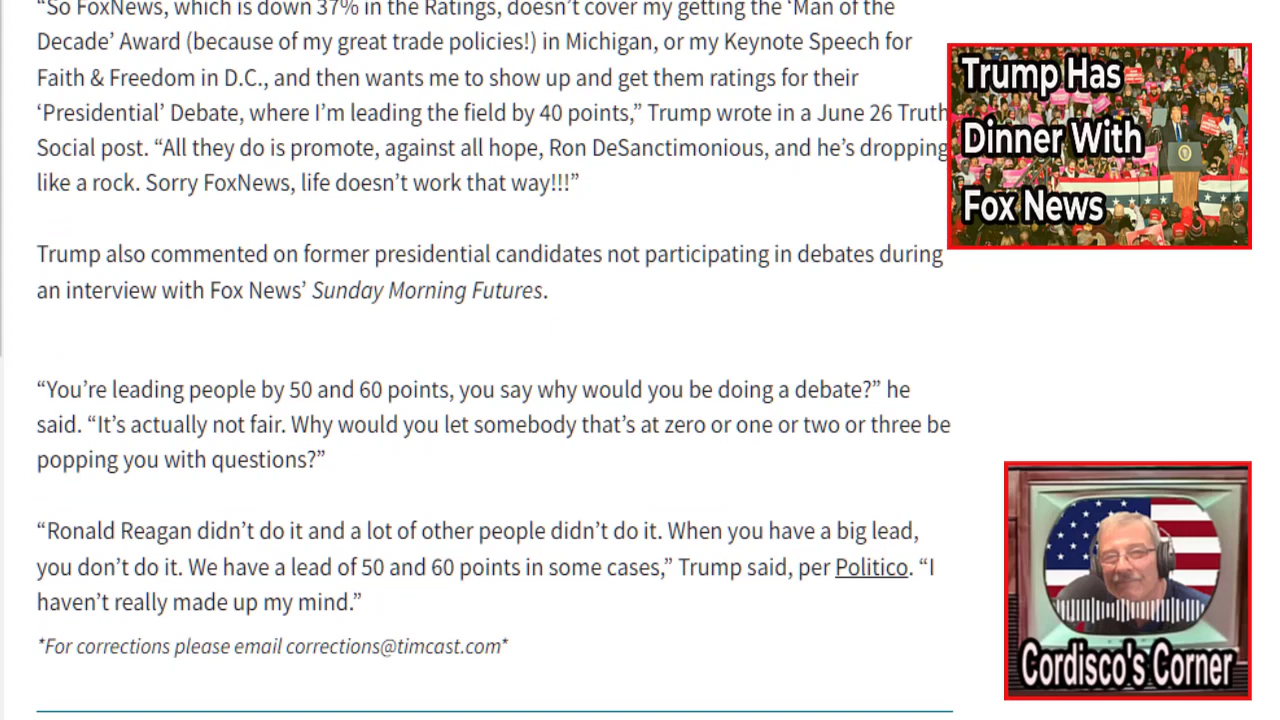 “So FoxNews, which is down 37% in the Ratings, doesn’t cover my getting the ‘Man of the
Decade’ Award (because of my great trade policies!) in Michigan, or my Keynote Speech for
Faith & Freedom in D.C., and then wants me to show up and get them ratings for their
‘Presidential’ Debate, where I’m leading the field by 40 points,” Trump wrote in a June 26 Truth
Social post. “All they do is promote, against all hope, Ron DeSanctimonious, and he’s dropping
like a rock. Sorry FoxNews, life doesn’t work that way!!!”
Trump also commented on former presidential candidates not participating in debates during
an interview with Fox News’ Sunday Morning Futures.
“You’re leading people by 50 and 60 points, you say why would you be doing a debate?” he
said. “It’s actually not fair. Why would you let somebody that’s at zero or one or two or three be
popping you with questions?”
“Ronald Reagan didn’t do it and a lot of other people didn’t do it. When you have a big lead,
you don’t do it. We have a lead of 50 and 60 points in some cases,” Trump said, per Politico. “I
haven’t really made up my mind.”
*For corrections please email corrections@timcast.com*
Trump Has
Dinner With
Fox News
Cordisco's Corner